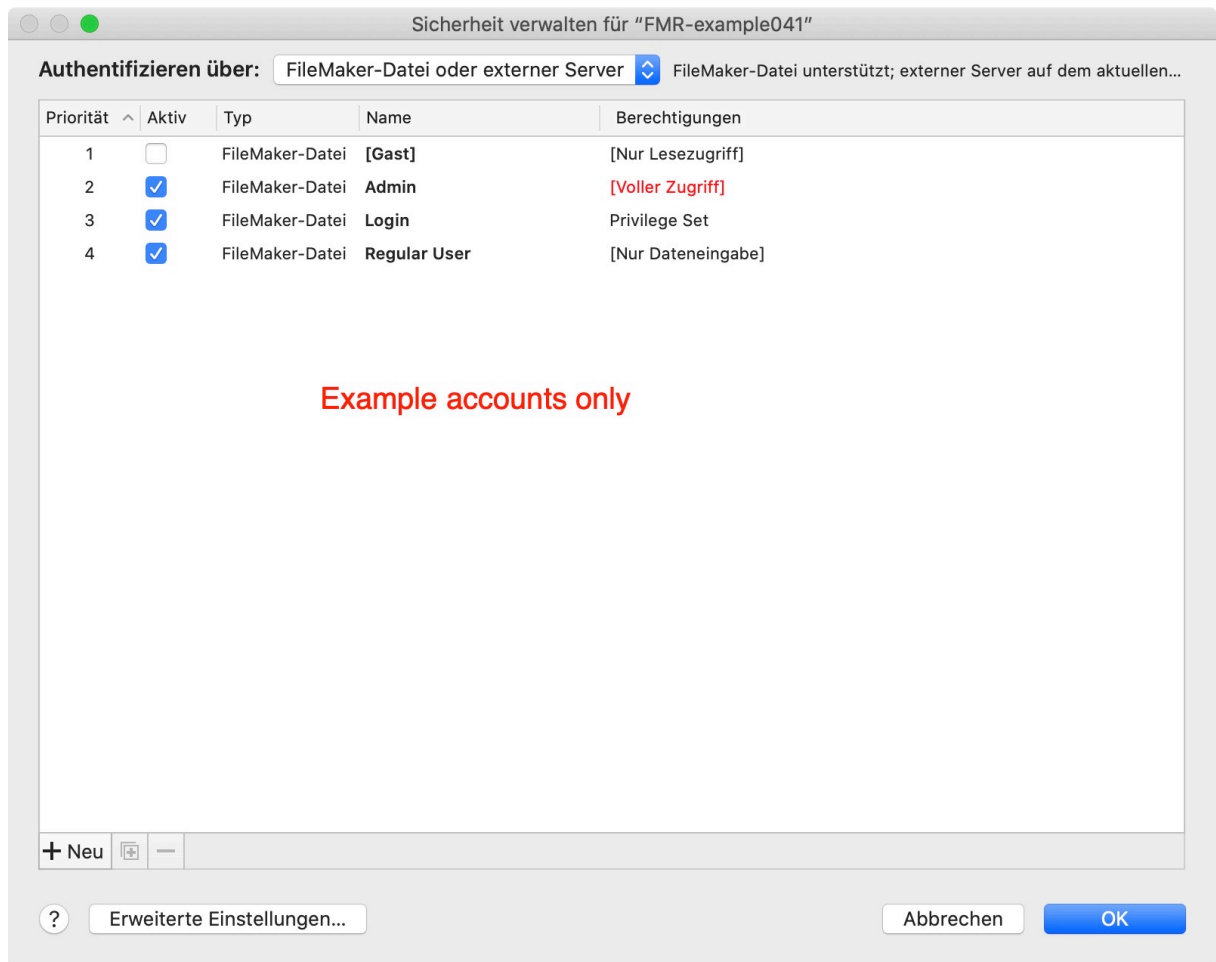 Sicherheit verwalten für “FMR-example041”
Authentifizieren über: FileMaker-Datei oder externer Server FileMaker-Datei unterstützt; externer Server auf dem aktuellen...
Priorität Aktiv Typ Name Berechtigungen
1 FileMaker-Datei [Gast] [Nur Lesezugriff]
2 FileMaker-Datei Admin [Voller Zugriff]
3 FileMaker-Datei Login Privilege Set
4 FileMaker-Datei Regular User [Nur Dateneingabe]
Example accounts only
+ Neu
? Erweiterte Einstellungen... Abbrechen OK